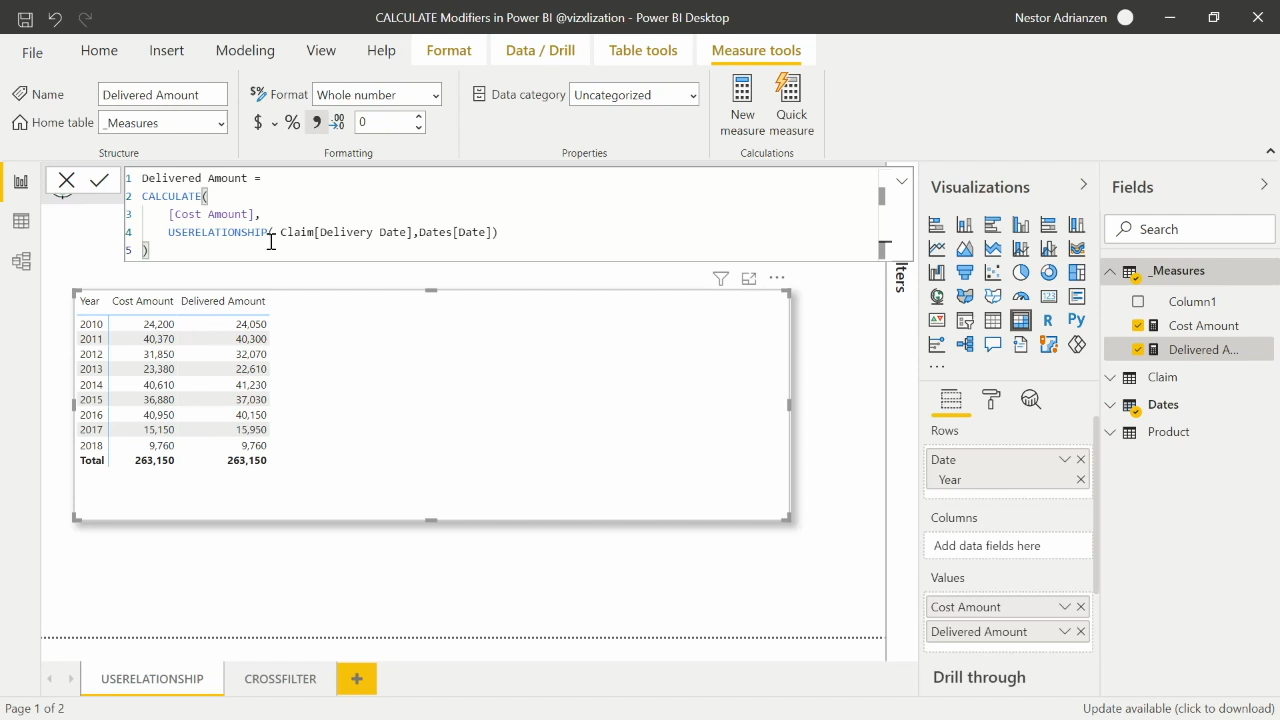 CALCULATE Modifiers in Power BI @vizxlization - Power BI Desktop
Nestor Adrianzen
File Home Insert Modeling View Help Format Data / Drill Table tools Measure tools
Name Delivered Amount
Home table _Measures
Structure
$% Format Whole number
$ % 9 .00 0
Formatting
Data category Uncategorized
Properties
New measure
Quick measure
Calculations
1 Delivered Amount =
2 CALCULATE(
3 [Cost Amount],
4 USERELATIONSHIP( Claim[Delivery Date],Dates[Date])
5 )
lters
Year Cost Amount Delivered Amount
2010 24,200 24,050
2011 40,370 40,300
2012 31,850 32,070
2013 23,380 22,610
2014 40,610 41,230
2015 36,880 37,030
2016 40,950 40,150
2017 15,150 15,950
2018 9,760 9,760
Total 263,150 263,150
Visualizations
R Py
...
Rows
Date
Year
Columns
Add data fields here
Values
Cost Amount
Delivered Amount
Drill through
Fields
Search
_Measures
Column1
Cost Amount
Delivered A...
Claim
Dates
Product
USERELATIONSHIP CROSSFILTER +
Page 1 of 2
Update available (click to download)